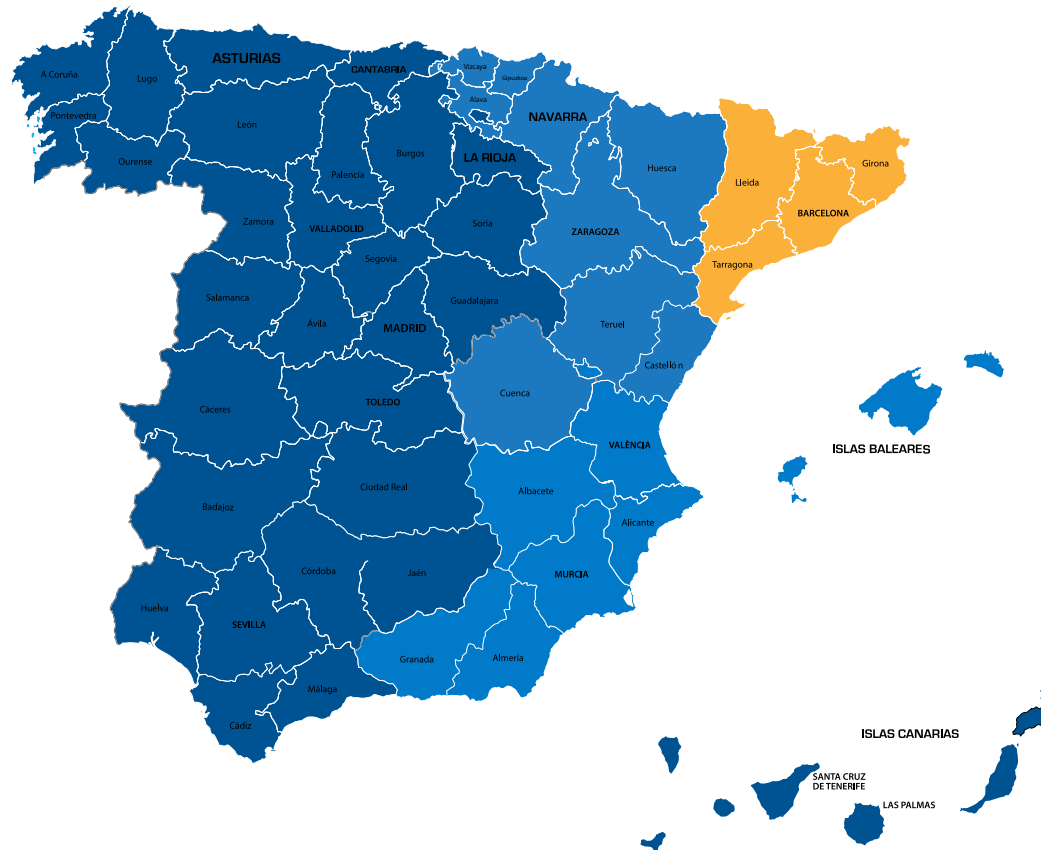 ASTURIAS
CANTABRIA
Vizcaya
Gipuzkoa
A Coruña
Lugo
Álava
Pontevedra
León
NAVARRA
Ourense
Palencia
Burgos
LA RIOJA
Huesca
Girona
Lleida
BARCELONA
Zamora
VALLADOLID
Soria
ZARAGOZA
Segovia
Tarragona
Salamanca
Guadalajara
Ávila
MADRID
Teruel
Castellón
Cáceres
TOLEDO
Cuenca
VALÈNCIA
ISLAS BALEARES
Badajoz
Ciudad Real
Albacete
Alicante
Córdoba
Jaén
MURCIA
Huelva
SEVILLA
Granada
Almería
Málaga
Cádiz
ISLAS CANARIAS
SANTA CRUZ
DE TENERIFE
LAS PALMAS